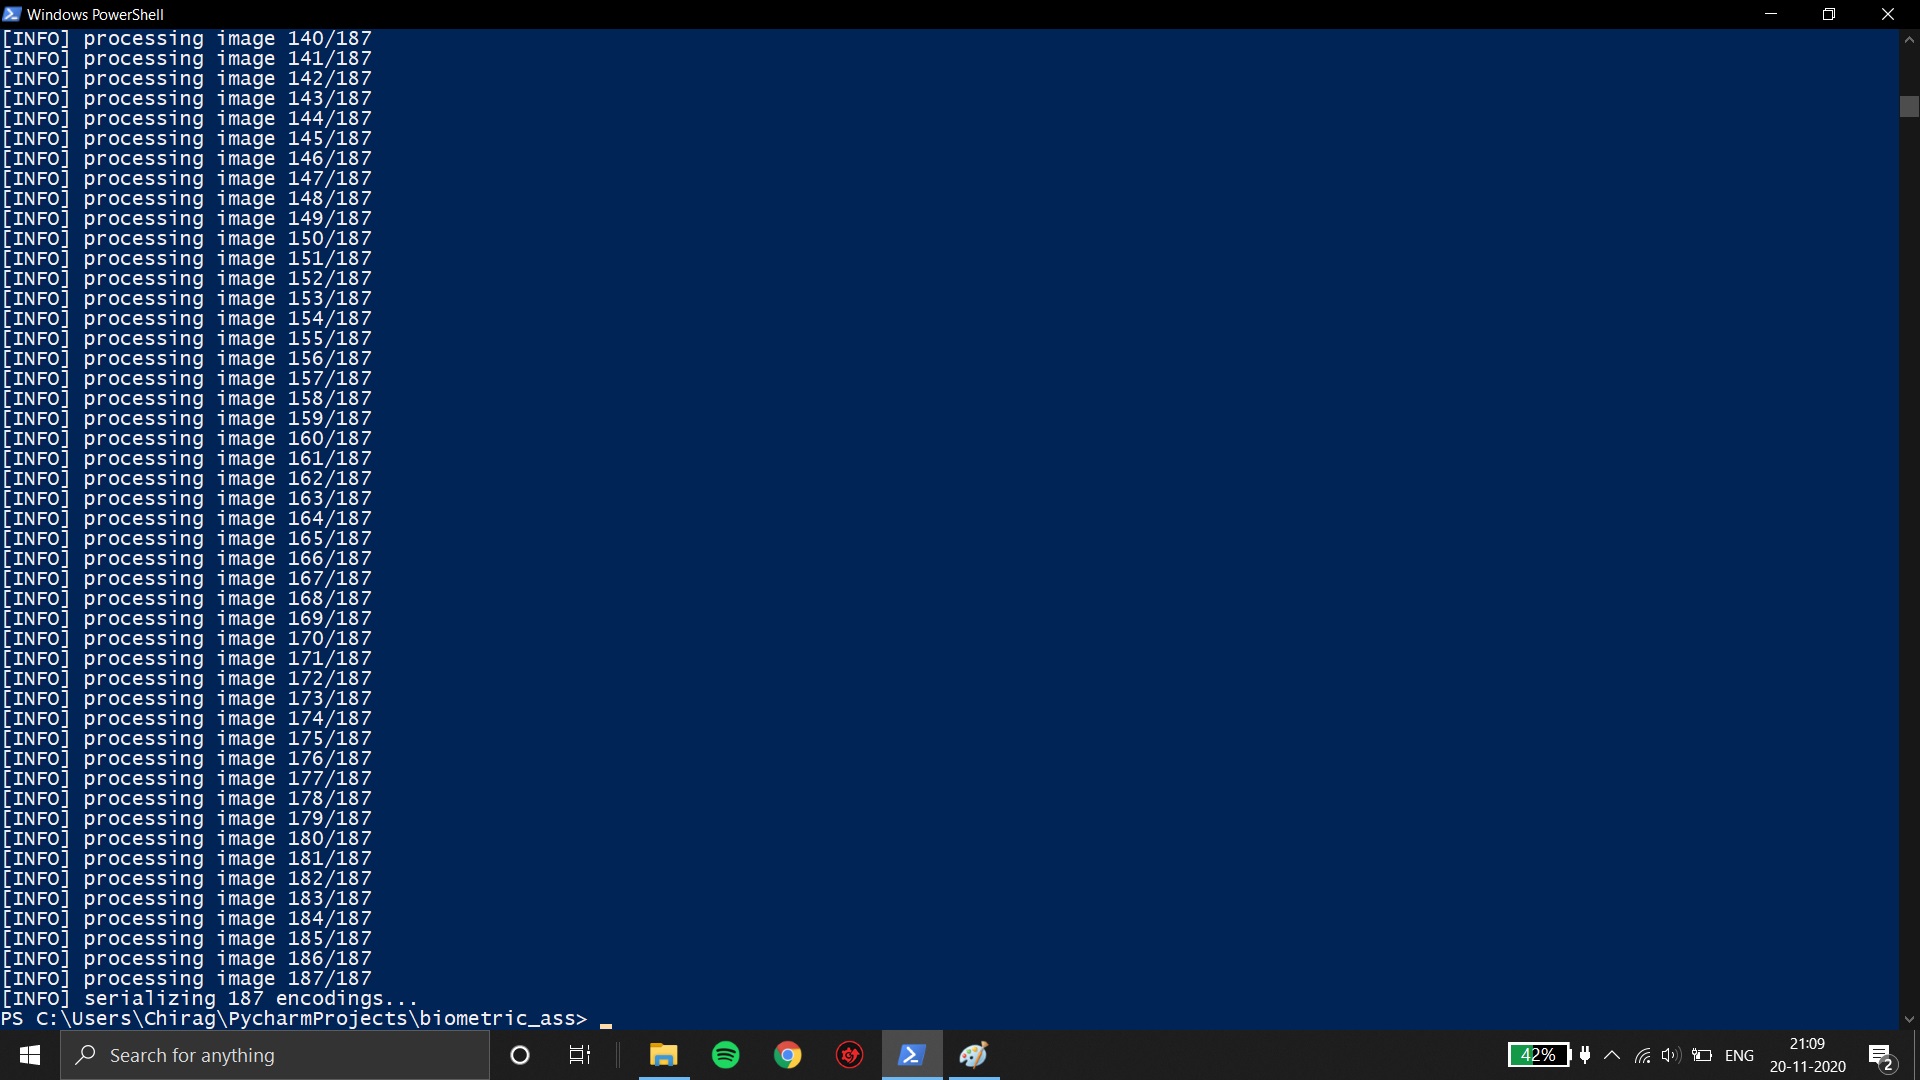 Windows PowerShell
[INFO] processing image 140/187
[INFO] processing image 141/187
[INFO] processing image 142/187
[INFO] processing image 143/187
[INFO] processing image 144/187
[INFO] processing image 145/187
[INFO] processing image 146/187
[INFO] processing image 147/187
[INFO] processing image 148/187
[INFO] processing image 149/187
[INFO] processing image 150/187
[INFO] processing image 151/187
[INFO] processing image 152/187
[INFO] processing image 153/187
[INFO] processing image 154/187
[INFO] processing image 155/187
[INFO] processing image 156/187
[INFO] processing image 157/187
[INFO] processing image 158/187
[INFO] processing image 159/187
[INFO] processing image 160/187
[INFO] processing image 161/187
[INFO] processing image 162/187
[INFO] processing image 163/187
[INFO] processing image 164/187
[INFO] processing image 165/187
[INFO] processing image 166/187
[INFO] processing image 167/187
[INFO] processing image 168/187
[INFO] processing image 169/187
[INFO] processing image 170/187
[INFO] processing image 171/187
[INFO] processing image 172/187
[INFO] processing image 173/187
[INFO] processing image 174/187
[INFO] processing image 175/187
[INFO] processing image 176/187
[INFO] processing image 177/187
[INFO] processing image 178/187
[INFO] processing image 179/187
[INFO] processing image 180/187
[INFO] processing image 181/187
[INFO] processing image 182/187
[INFO] processing image 183/187
[INFO] processing image 184/187
[INFO] processing image 185/187
[INFO] processing image 186/187
[INFO] processing image 187/187
[INFO] serializing 187 encodings...
PS C:\Users\Chirag\PycharmProjects\biometric_ass>
Search for anything
42%
ENG
21:09
20-11-2020
2